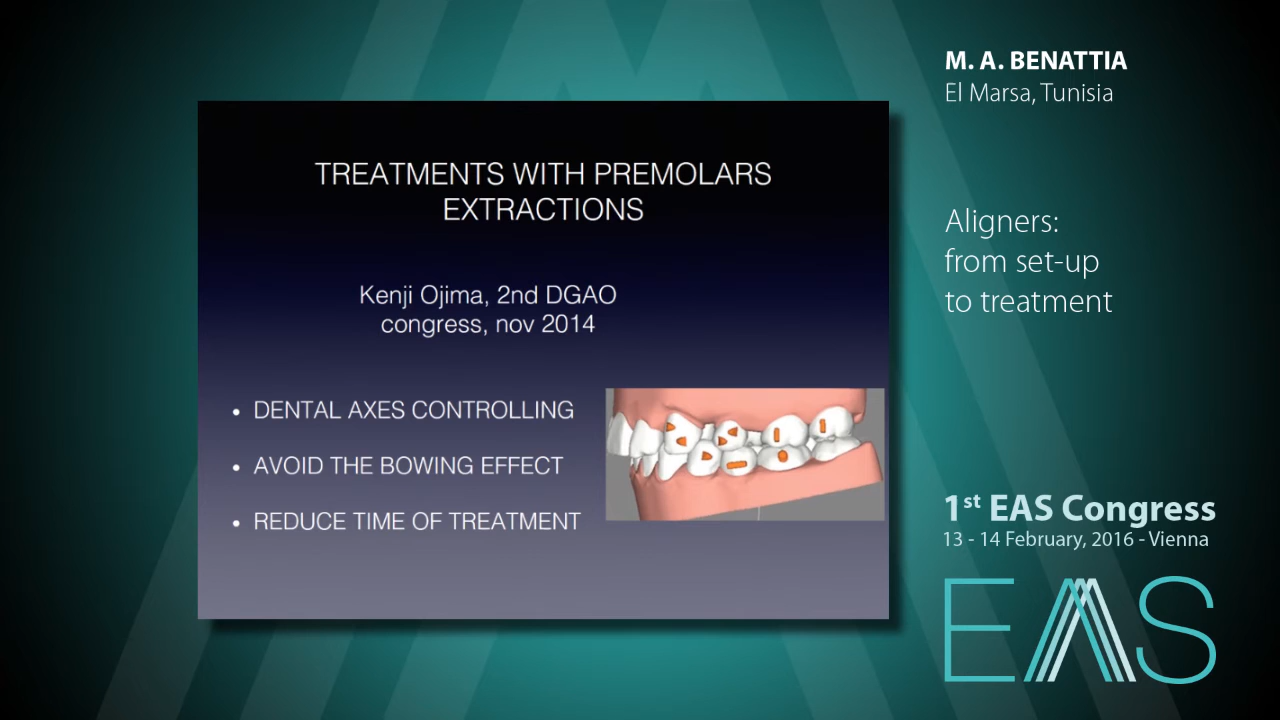 TREATMENTS WITH PREMOLARS
EXTRACTIONS
Kenji Ojima, 2nd DGAO
congress, nov 2014
• DENTAL AXES CONTROLLING
• AVOID THE BOWING EFFECT
• REDUCE TIME OF TREATMENT
M. A. BENATTIA
El Marsa, Tunisia
Aligners:
from set-up
to treatment
1st EAS Congress
13 - 14 February, 2016 - Vienna
EAS